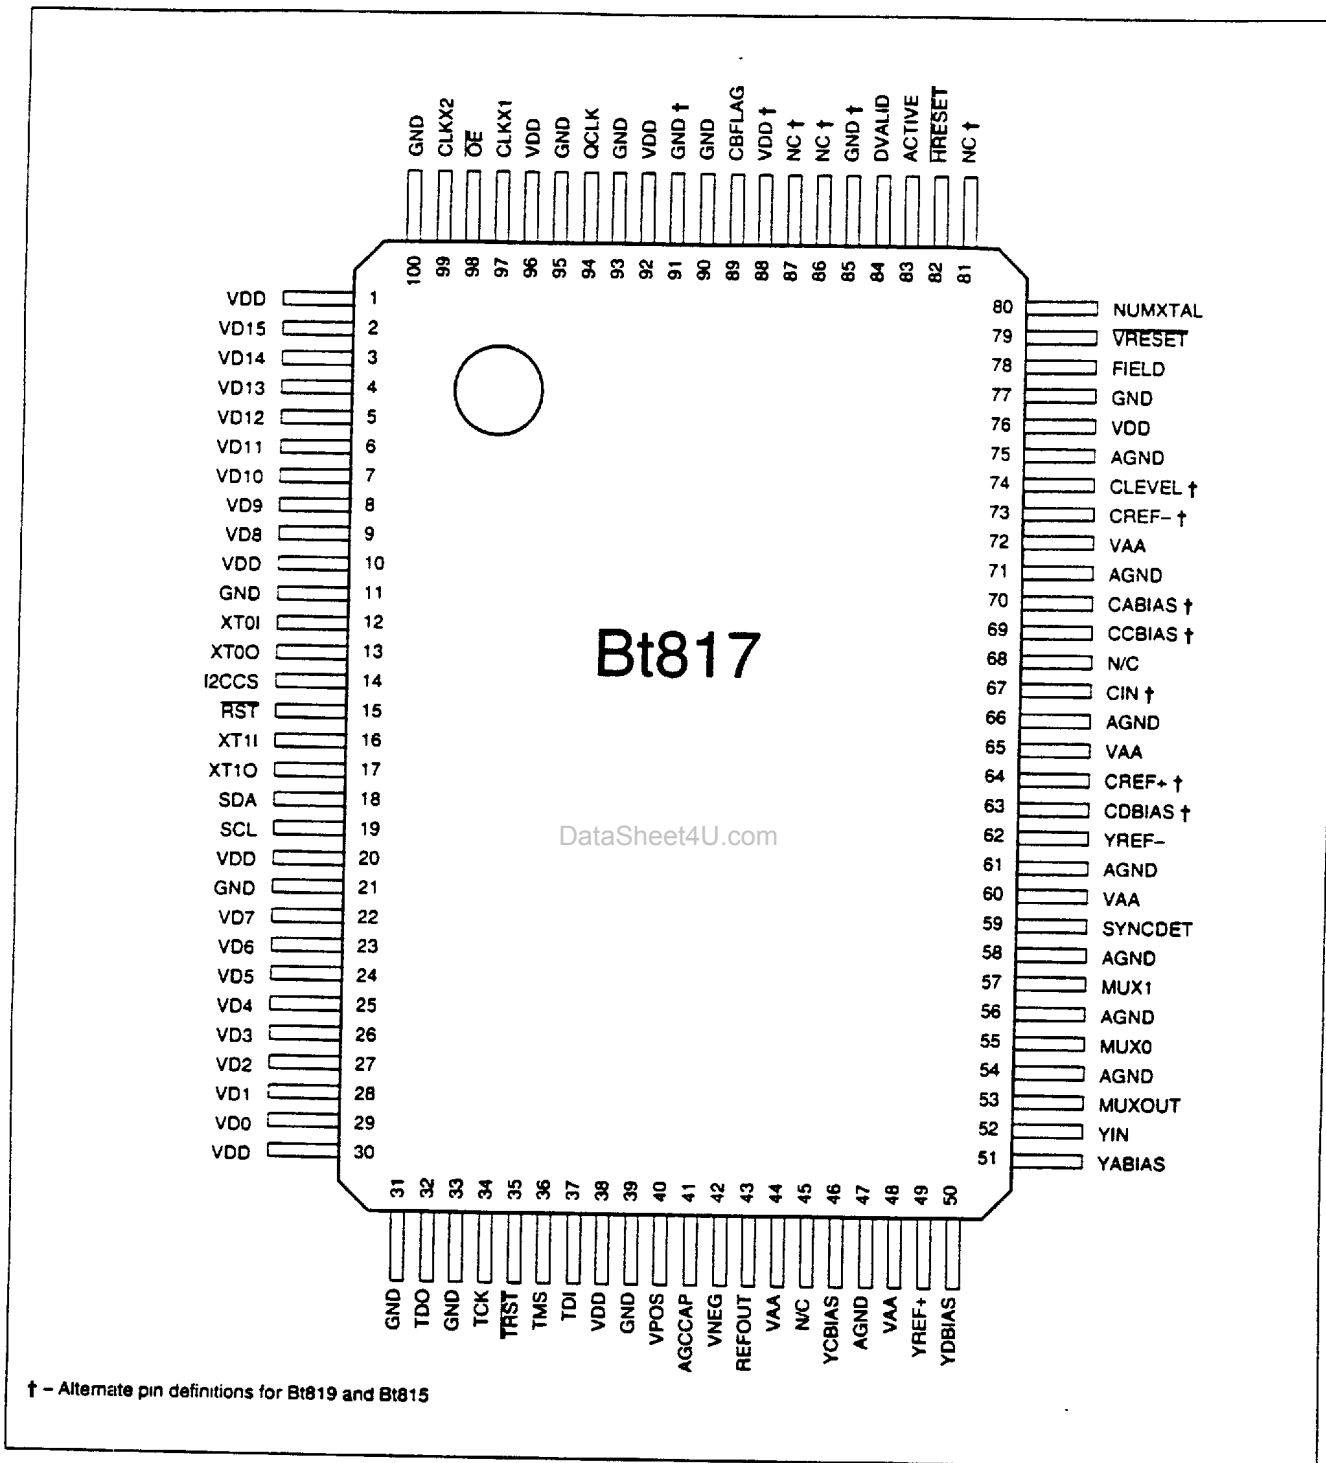 GND CLKX2 OE CLKX1 VDD GND QCLK GND VDD GND † GND CBFLAG VDD † NC † NC † GND † DVALID ACTIVE HRESET NC †
100 99 98 97 96 95 94 93 92 91 90 89 88 87 86 85 84 83 82 81
VDD 1
VD15 2
VD14 3
VD13 4
VD12 5
VD11 6
VD10 7
VD9 8
VD8 9
VDD 10
GND 11
XT0I 12
XT0O 13
I2CCS 14
RST 15
XT1I 16
XT1O 17
SDA 18
SCL 19
VDD 20
GND 21
VD7 22
VD6 23
VD5 24
VD4 25
VD3 26
VD2 27
VD1 28
VD0 29
VDD 30
Bt817
DataSheet4U.com
80 NUMXTAL
79 VRESET
78 FIELD
77 GND
76 VDD
75 AGND
74 CLEVEL †
73 CREF– †
72 VAA
71 AGND
70 CABIAS †
69 CCBIAS †
68 N/C
67 CIN †
66 AGND
65 VAA
64 CREF+ †
63 CDBIAS †
62 YREF–
61 AGND
60 VAA
59 SYNCDET
58 AGND
57 MUX1
56 AGND
55 MUX0
54 AGND
53 MUXOUT
52 YIN
51 YABIAS
31 32 33 34 35 36 37 38 39 40 41 42 43 44 45 46 47 48 49 50
GND TDO GND TCK TRST TMS TDI VDD GND VPOS AGCCAP VNEG REFOUT VAA N/C YCBIAS AGND VAA YREF+ YDBIAS
† – Alternate pin definitions for Bt819 and Bt815